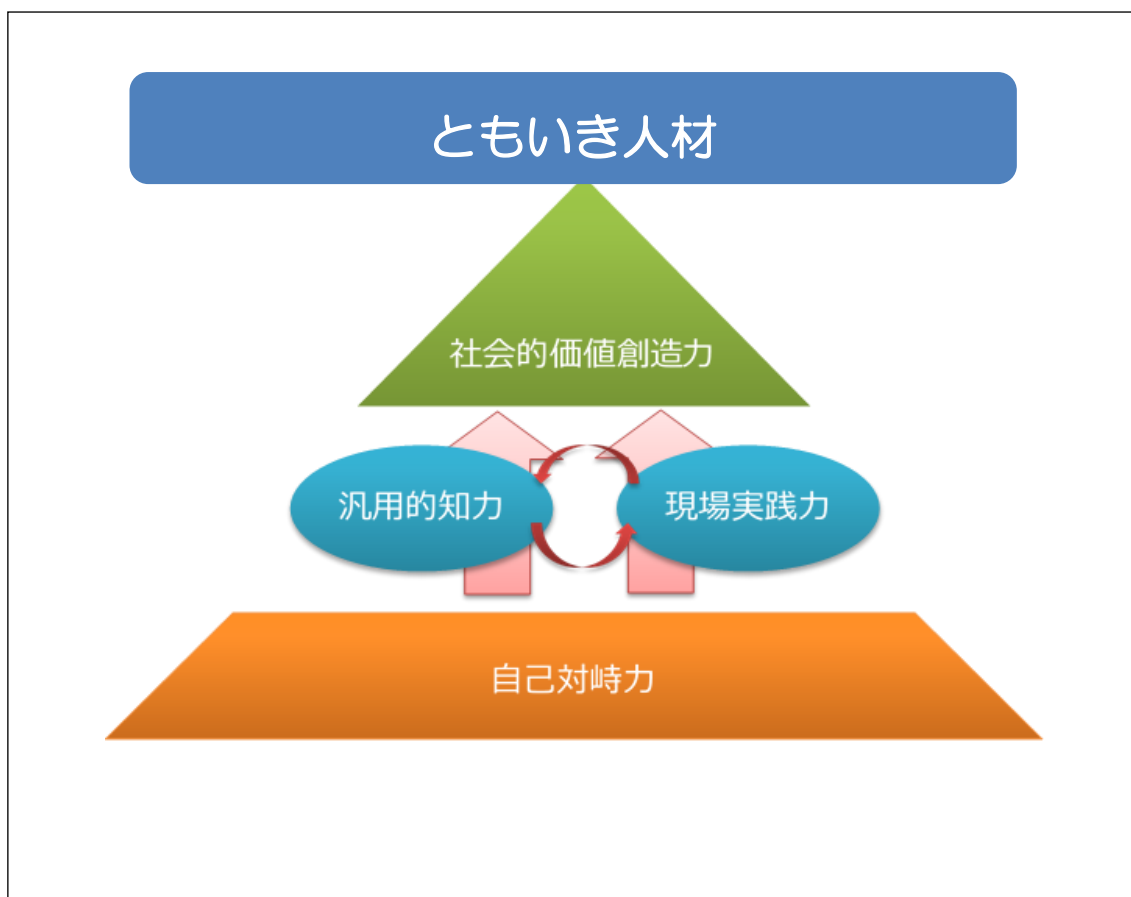 ともいき人材
社会的価値創造力
汎用的知力
現場実践力
自己対峙力